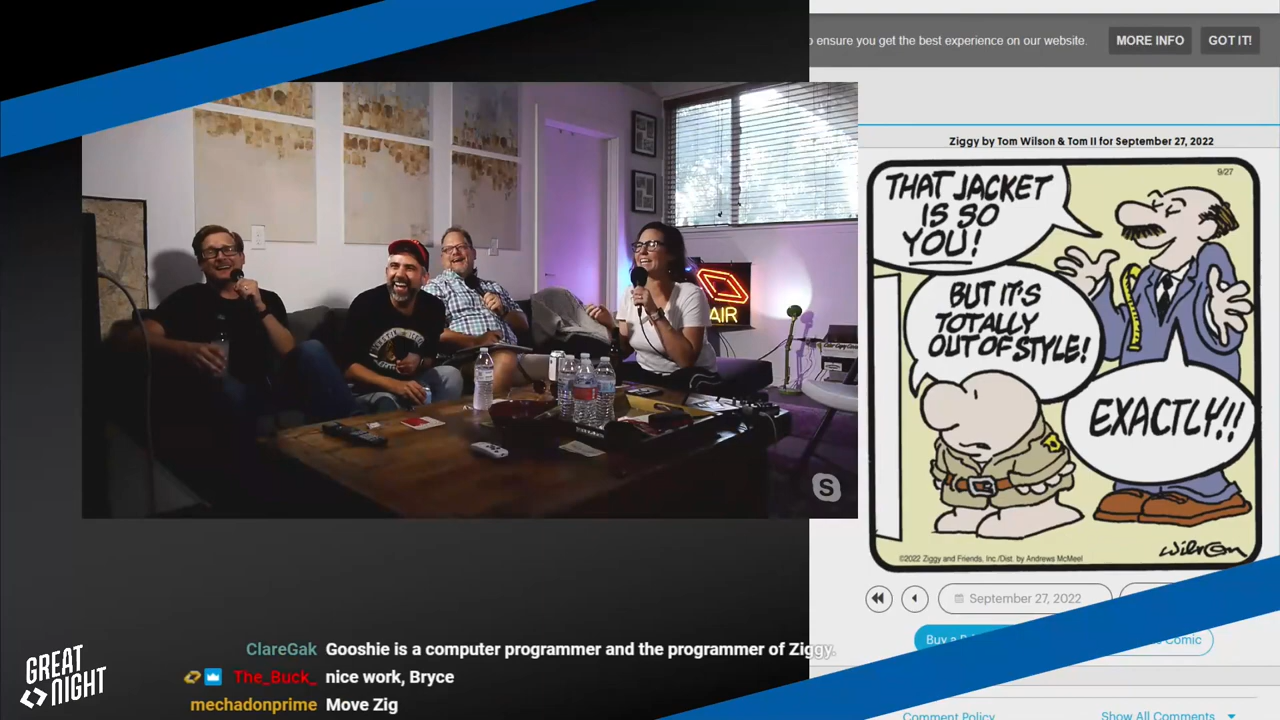 o ensure you get the best experience on our website.
MORE INFO
GOT IT!
Ziggy by Tom Wilson & Tom II for September 27, 2022
9/27
THAT JACKET
IS SO
YOU!
BUT IT'S
TOTALLY
OUT OF STYLE!
EXACTLY!!
©2022 Ziggy and Friends, Inc./Dist. by Andrews McMeel
Wilson
September 27, 2022
Buy a
Comic
Comment Policy
Show All Comments
AIR
S
GREAT
NIGHT
ClareGak Gooshie is a computer programmer and the programmer of Ziggy.
The_Buck_ nice work, Bryce
mechadonprime Move Zig